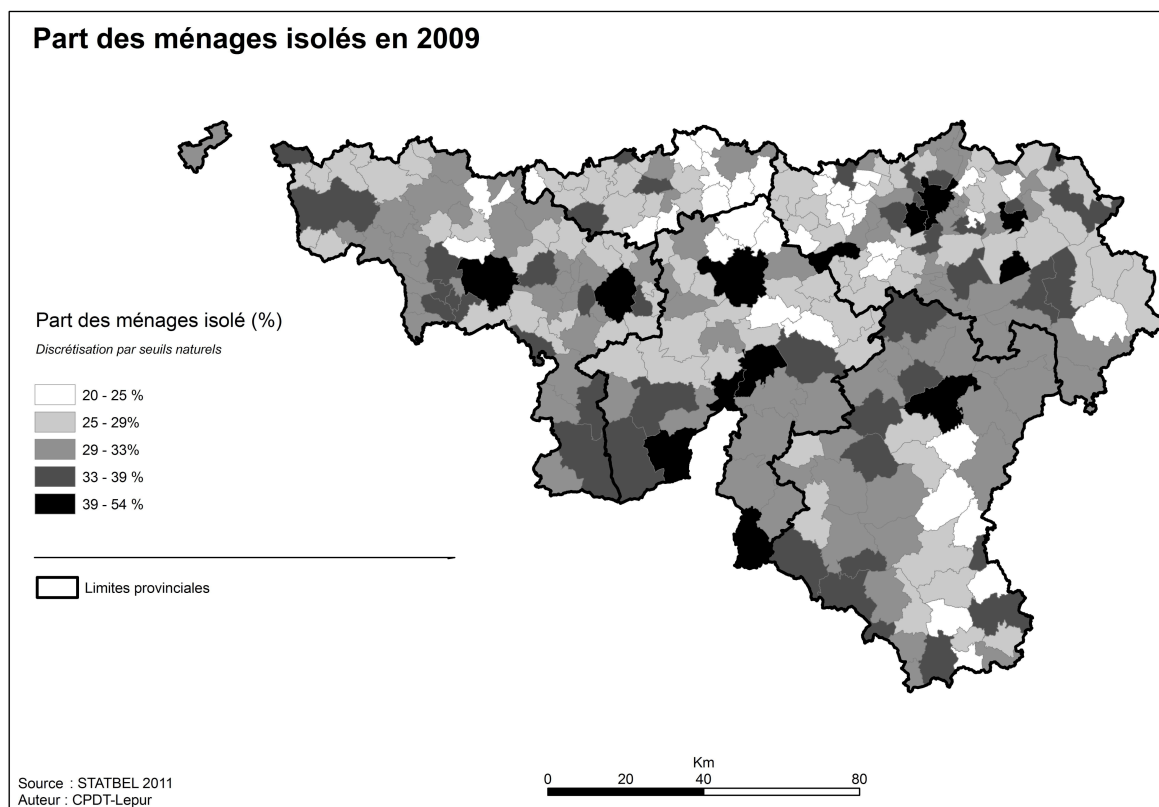 Part des ménages isolés en 2009
Part des ménages isolé (%)
Discrétisation par seuils naturels
20 - 25 %
25 - 29%
29 - 33%
33 - 39 %
39 - 54 %
Limites provinciales
Km
0 20 40 80
Source : STATBEL 2011
Auteur : CPDT-Lepur